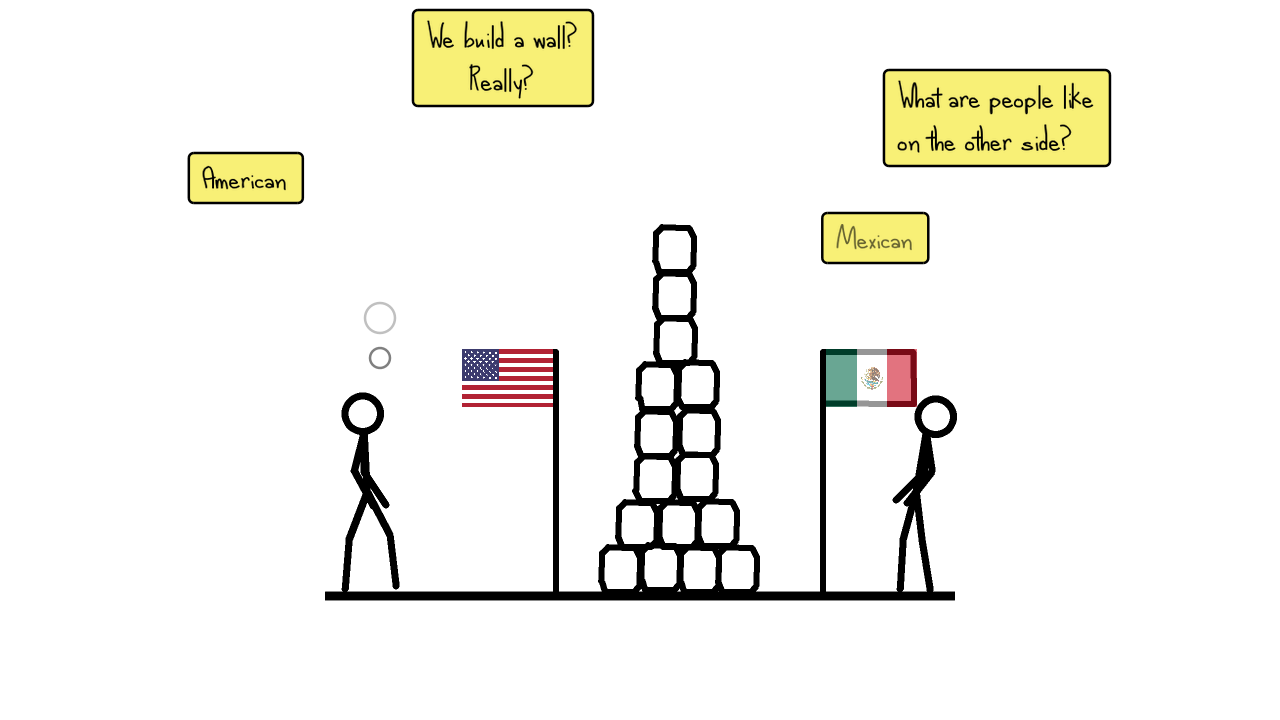 We build a wall?
Really?
What are people like
on the other side?
American
Mexican